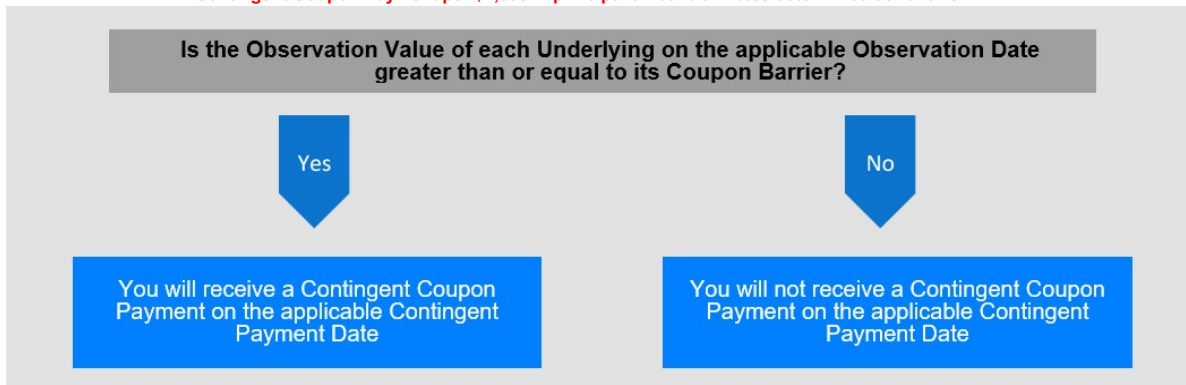 Is the Observation Value of each Underlying on the applicable Observation Date
greater than or equal to its Coupon Barrier?
Yes
No
You will receive a Contingent Coupon
Payment on the applicable Contingent
Payment Date
You will not receive a Contingent Coupon
Payment on the applicable Contingent
Payment Date